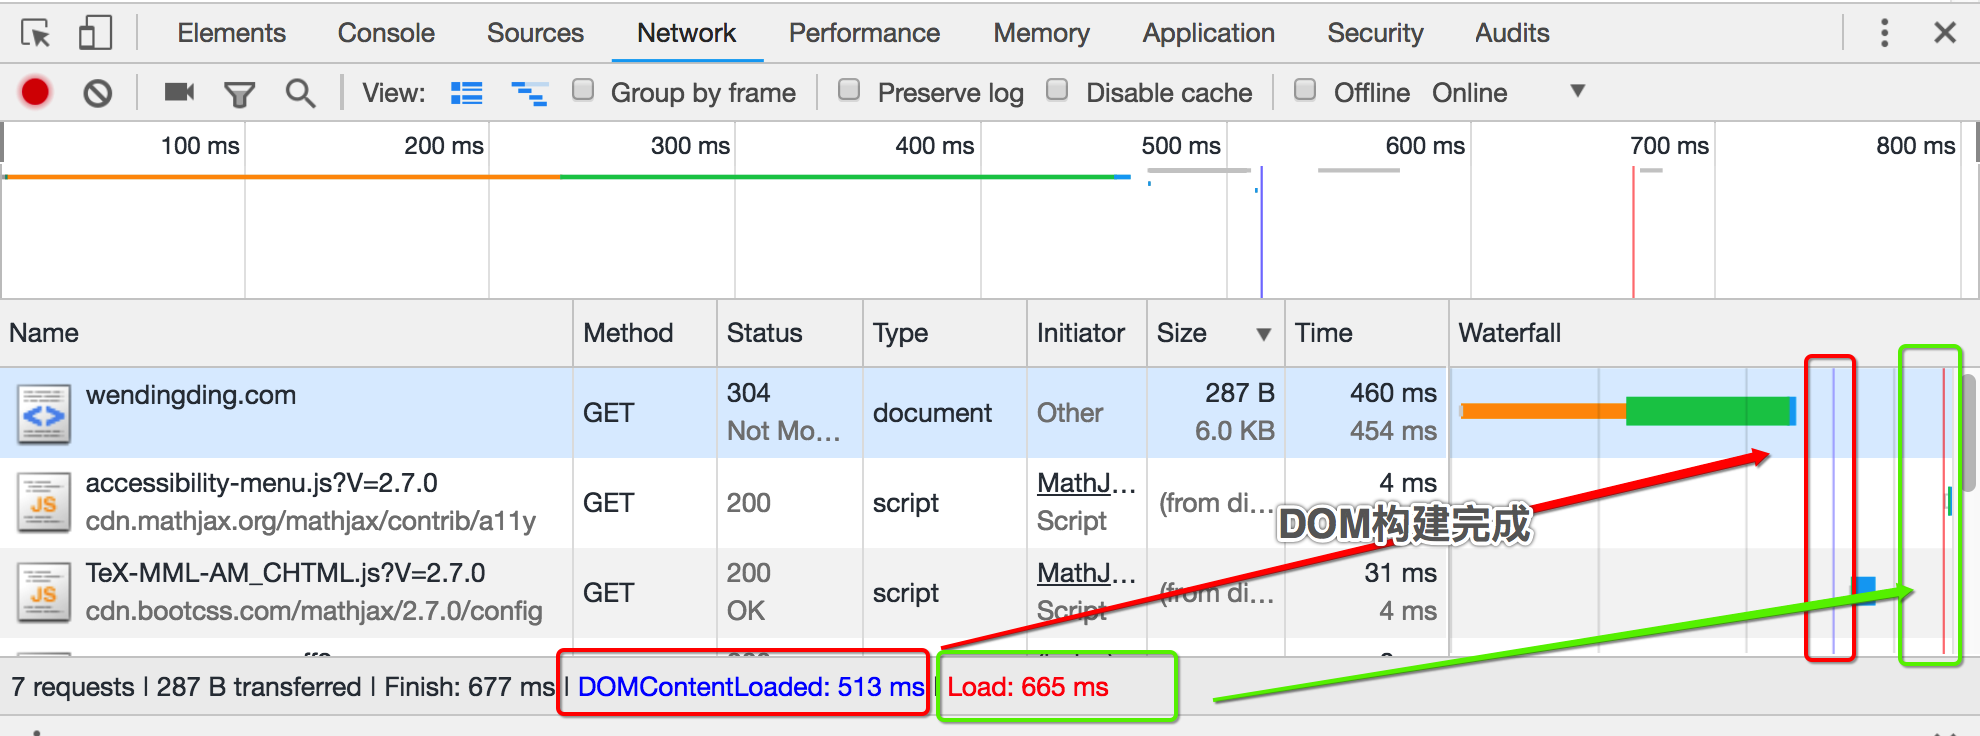 Elements Console Sources Network Performance Memory Application Security Audits
View: Group by frame Preserve log Disable cache Offline Online
100 ms 200 ms 300 ms 400 ms 500 ms 600 ms 700 ms 800 ms
Name Method Status Type Initiator Size Time Waterfall
wendingding.com GET 304 Not Mo... document Other 287 B 6.0 KB 460 ms 454 ms
accessibility-menu.js?V=2.7.0 cdn.mathjax.org/mathjax/contrib/a11y GET 200 script MathJ... Script (from di... 4 ms
DOM构建完成
TeX-MML-AM_CHTML.js?V=2.7.0 cdn.bootcss.com/mathjax/2.7.0/config GET 200 OK script MathJ... Script (from di... 31 ms 4 ms
7 requests | 287 B transferred | Finish: 677 ms | DOMContentLoaded: 513 ms | Load: 665 ms